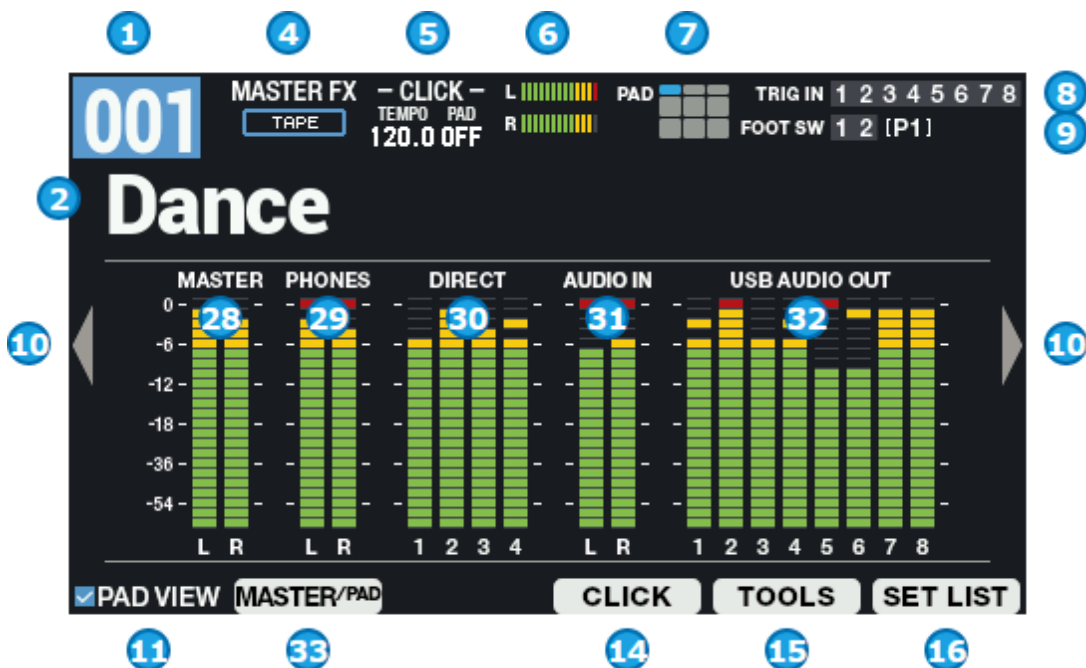 1 4 5 6 7
001 MASTER FX – CLICK – L PAD TRIG IN 1 2 3 4 5 6 7 8 8
TAPE TEMPO PAD R FOOT SW 1 2 [P1] 9
120.0 OFF
2 Dance
MASTER PHONES DIRECT AUDIO IN USB AUDIO OUT
0 28 29 30 31 32
10 -6 10
-12
-18
-36
-54
L R L R 1 2 3 4 L R 1 2 3 4 5 6 7 8
PAD VIEW MASTER/PAD CLICK TOOLS SET LIST
11 33 14 15 16